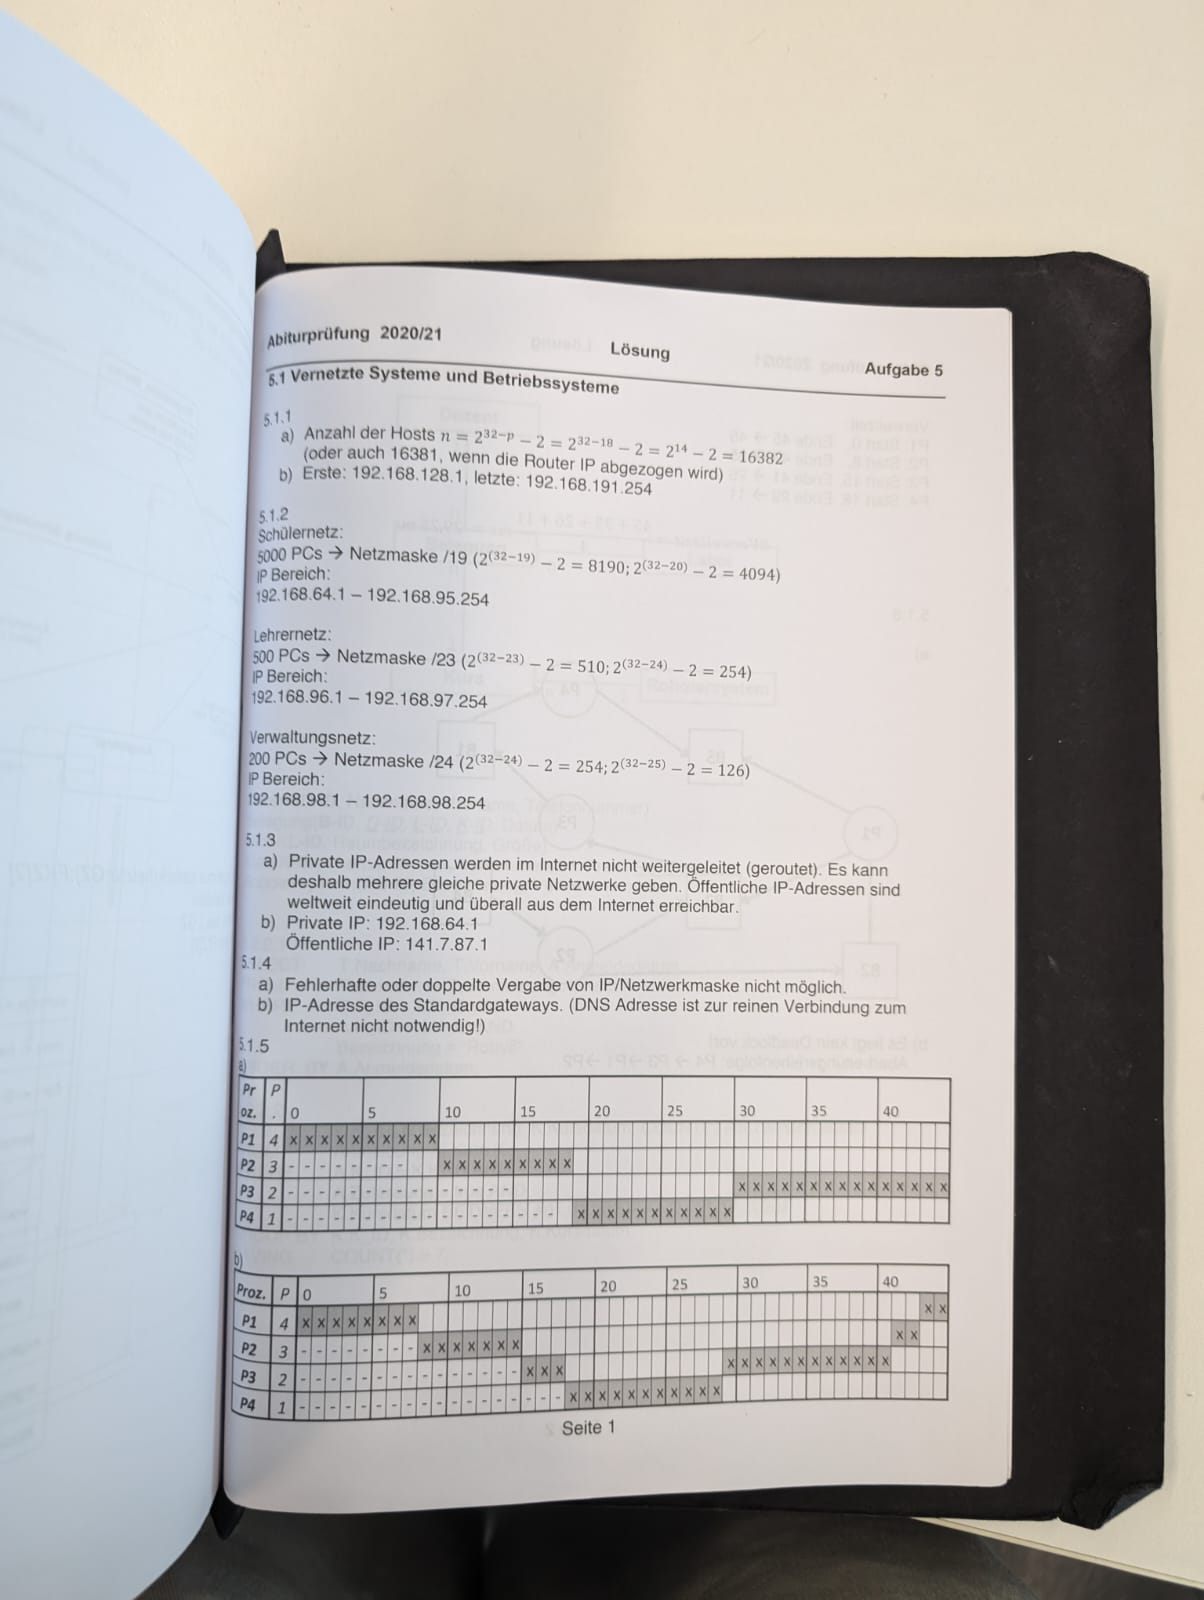 Abiturprüfung 2020/21 Lösung Aufgabe 5
5.1 Vernetzte Systeme und Betriebssysteme
5.1.1
a) Anzahl der Hosts n = 2^(32−p) − 2 = 2^(32−18) − 2 = 2^14 − 2 = 16382
(oder auch 16381, wenn die Router IP abgezogen wird)
b) Erste: 192.168.128.1, letzte: 192.168.191.254
5.1.2
Schülernetz:
5000 PCs → Netzmaske /19 (2^(32−19) − 2 = 8190; 2^(32−20) − 2 = 4094)
IP Bereich:
192.168.64.1 – 192.168.95.254
Lehrernetz:
500 PCs → Netzmaske /23 (2^(32−23) − 2 = 510; 2^(32−24) − 2 = 254)
IP Bereich:
192.168.96.1 – 192.168.97.254
Verwaltungsnetz:
200 PCs → Netzmaske /24 (2^(32−24) − 2 = 254; 2^(32−25) − 2 = 126)
IP Bereich:
192.168.98.1 – 192.168.98.254
5.1.3
a) Private IP-Adressen werden im Internet nicht weitergeleitet (geroutet). Es kann
deshalb mehrere gleiche private Netzwerke geben. Öffentliche IP-Adressen sind
weltweit eindeutig und überall aus dem Internet erreichbar.
b) Private IP: 192.168.64.1
Öffentliche IP: 141.7.87.1
5.1.4
a) Fehlerhafte oder doppelte Vergabe von IP/Netzwerkmaske nicht möglich.
b) IP-Adresse des Standardgateways. (DNS Adresse ist zur reinen Verbindung zum
Internet nicht notwendig!)
5.1.5
a)
Pr P
oz. . 0 5 10 15 20 25 30 35 40
P1 4 x x x x x x x x x x
P2 3 - - - - - - - - x x x x x x x x x
P3 2 - - - - - - - - - - - - - - - x x x x x x x x x x x x x x x
P4 1 - - - - - - - - - - - - - - - - - - x x x x x x x x x x x
b)
Proz. P 0 5 10 15 20 25 30 35 40
P1 4 x x x x x x x x x x
P2 3 - - - - - - - - x x x x x x x x x
P3 2 - - - - - - - - - - - - - - - x x x x x x x x x x x x x x
P4 1 - - - - - - - - - - - - - - - - - - x x x x x x x x x x x
Seite 1